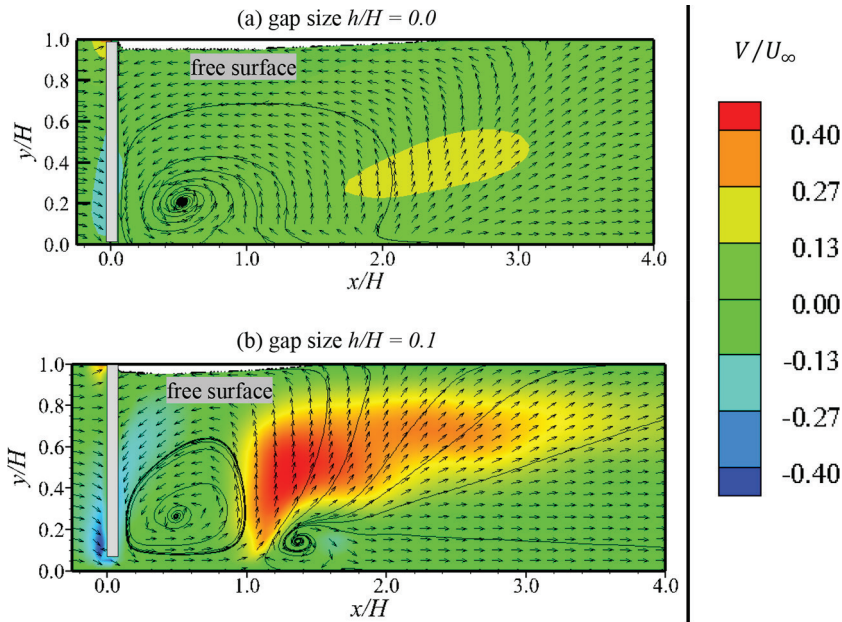 (a) gap size h/H = 0.0
1.0
free surface
0.8
0.6
y/H
0.4
0.2
0.0
0.0 1.0 2.0 3.0 4.0
x/H
(b) gap size h/H = 0.1
1.0
free surface
0.8
0.6
y/H
0.4
0.2
0.0
0.0 1.0 2.0 3.0 4.0
x/H
V/U∞
0.40
0.27
0.13
0.00
-0.13
-0.27
-0.40